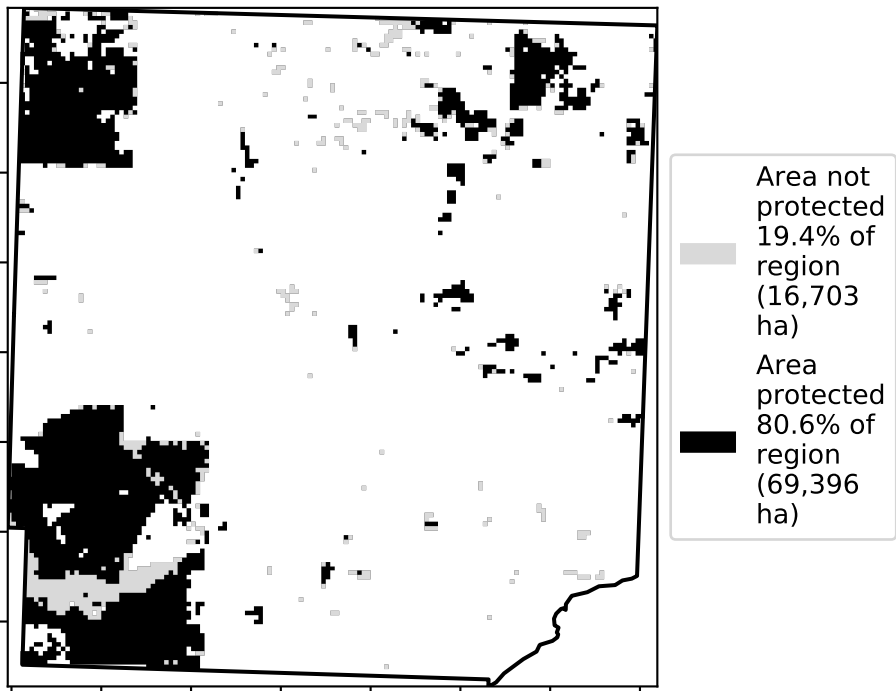 Area not
protected
19.4% of
region
(16,703
ha)
Area
protected
80.6% of
region
(69,396
ha)